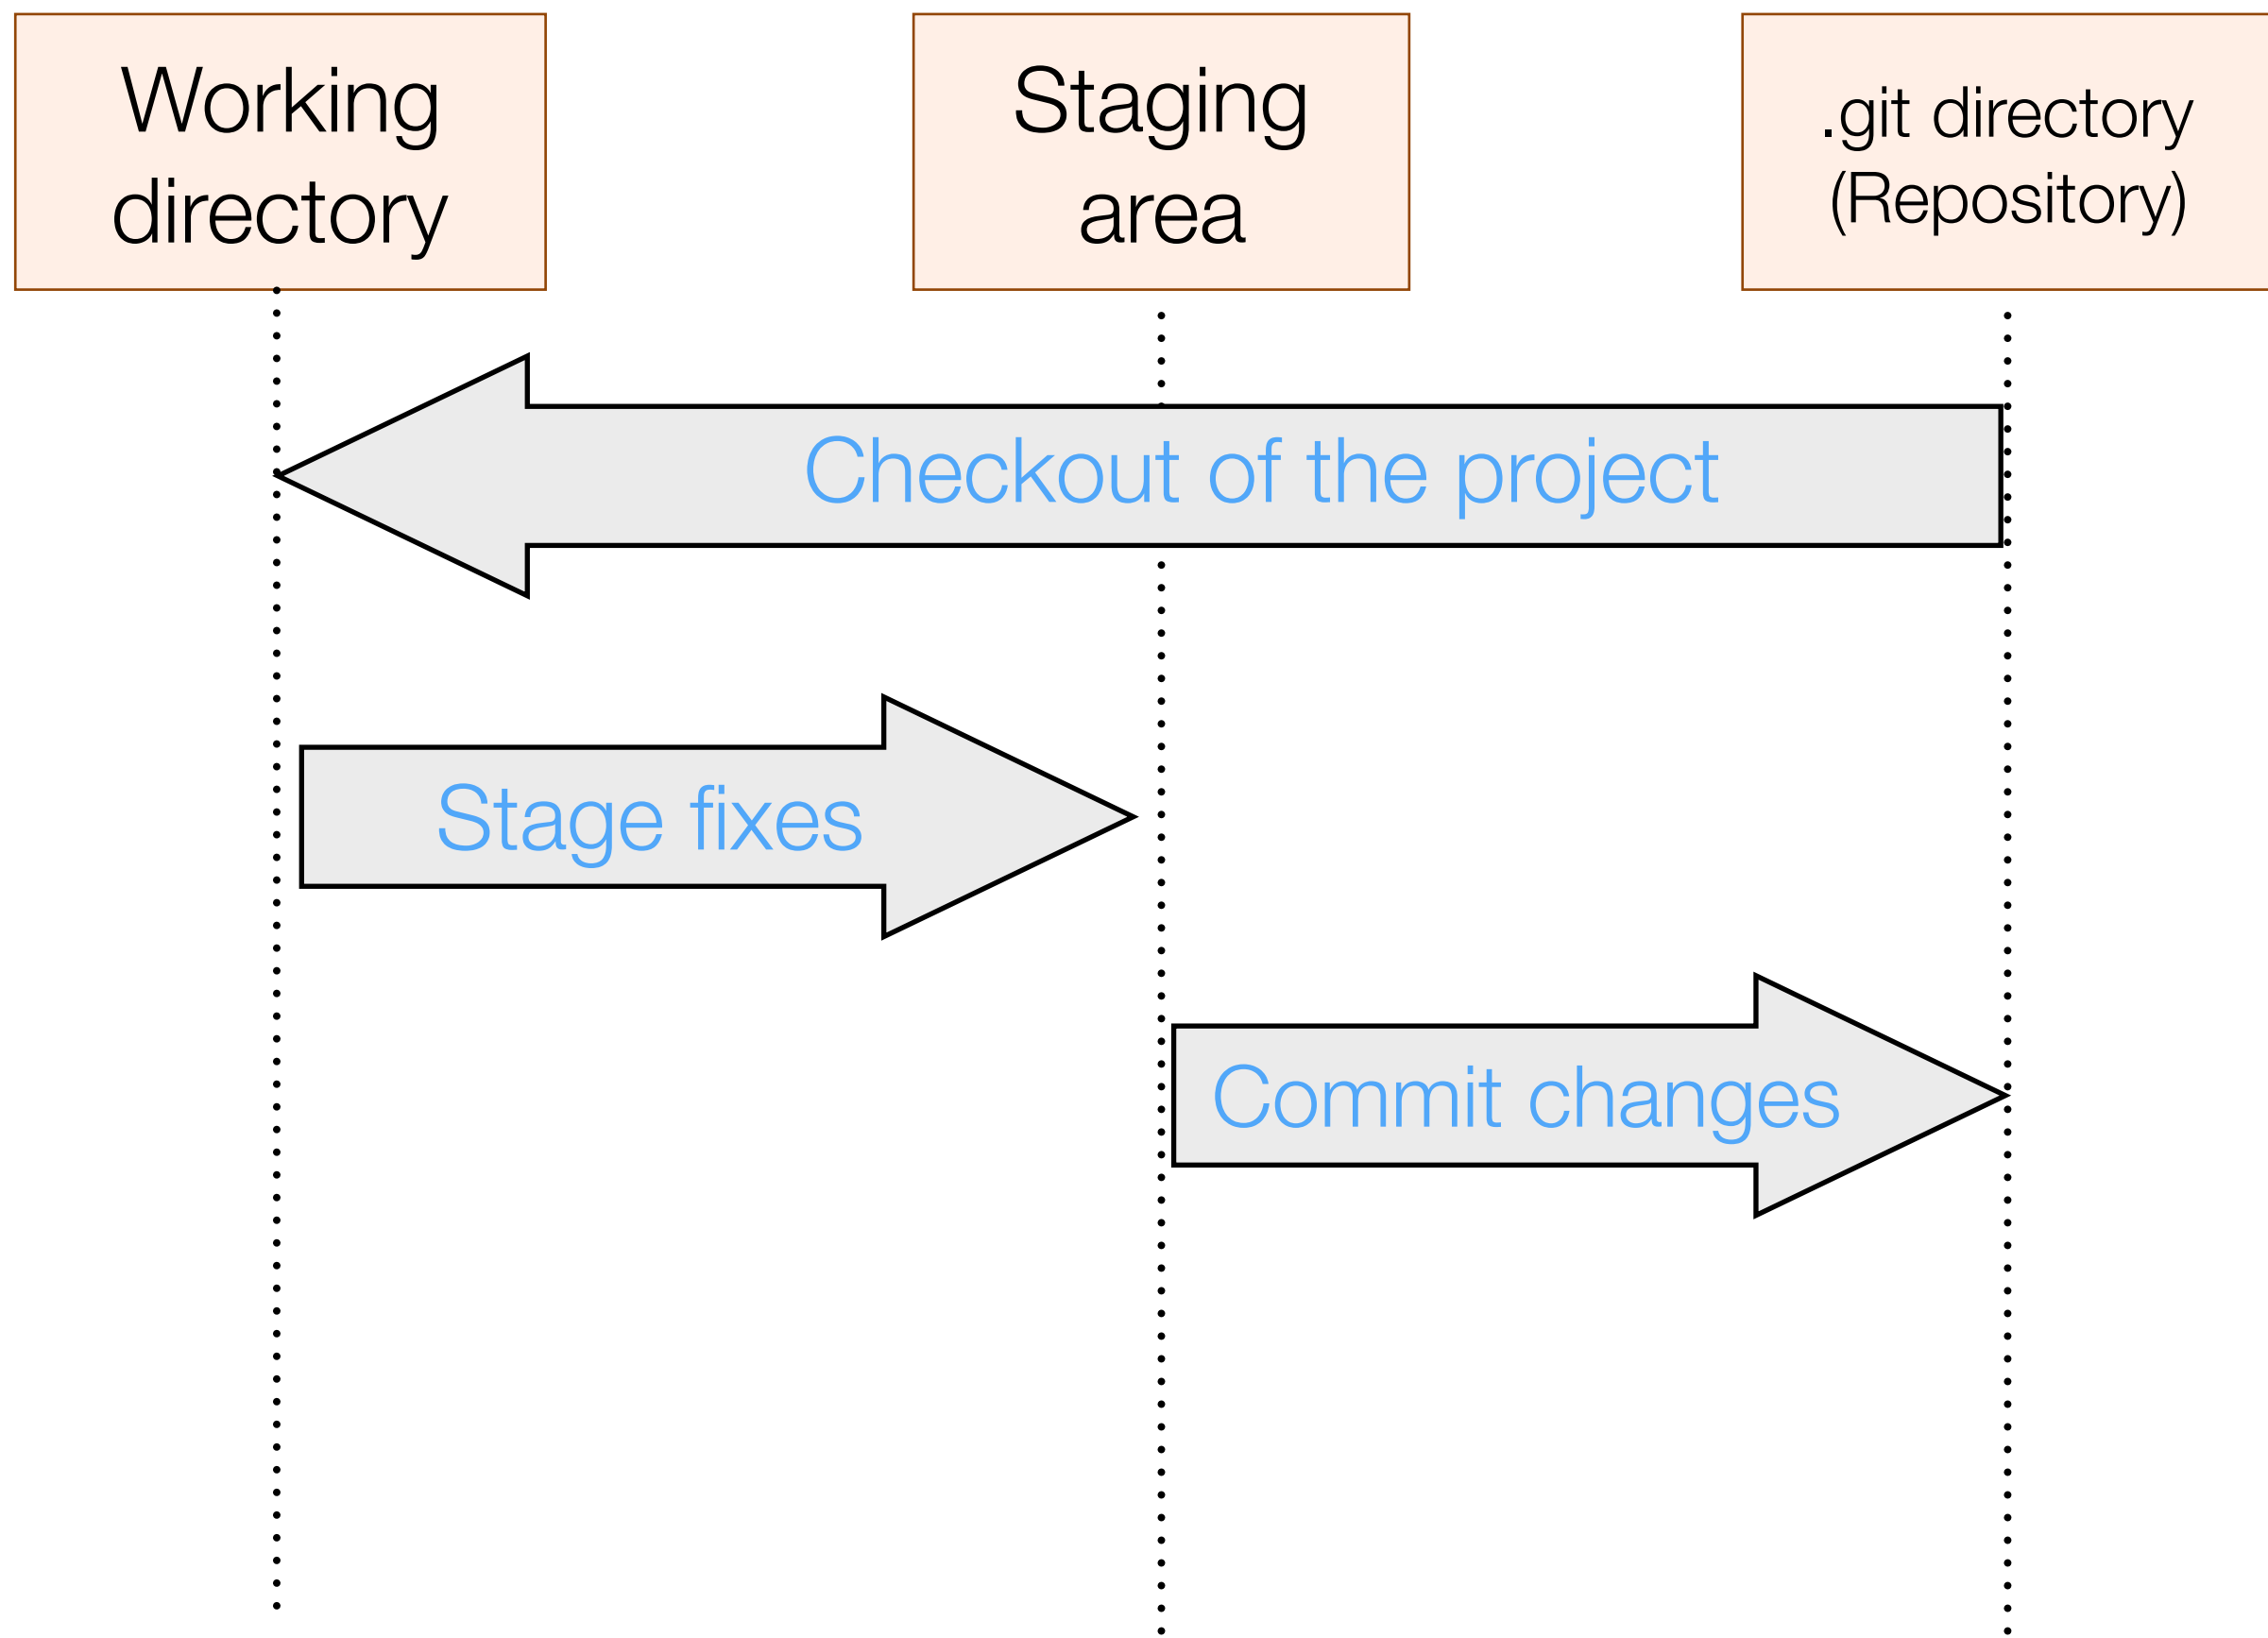 Working
directory
Staging
area
.git directory
(Repository)
Checkout of the project
Stage fixes
Commit changes